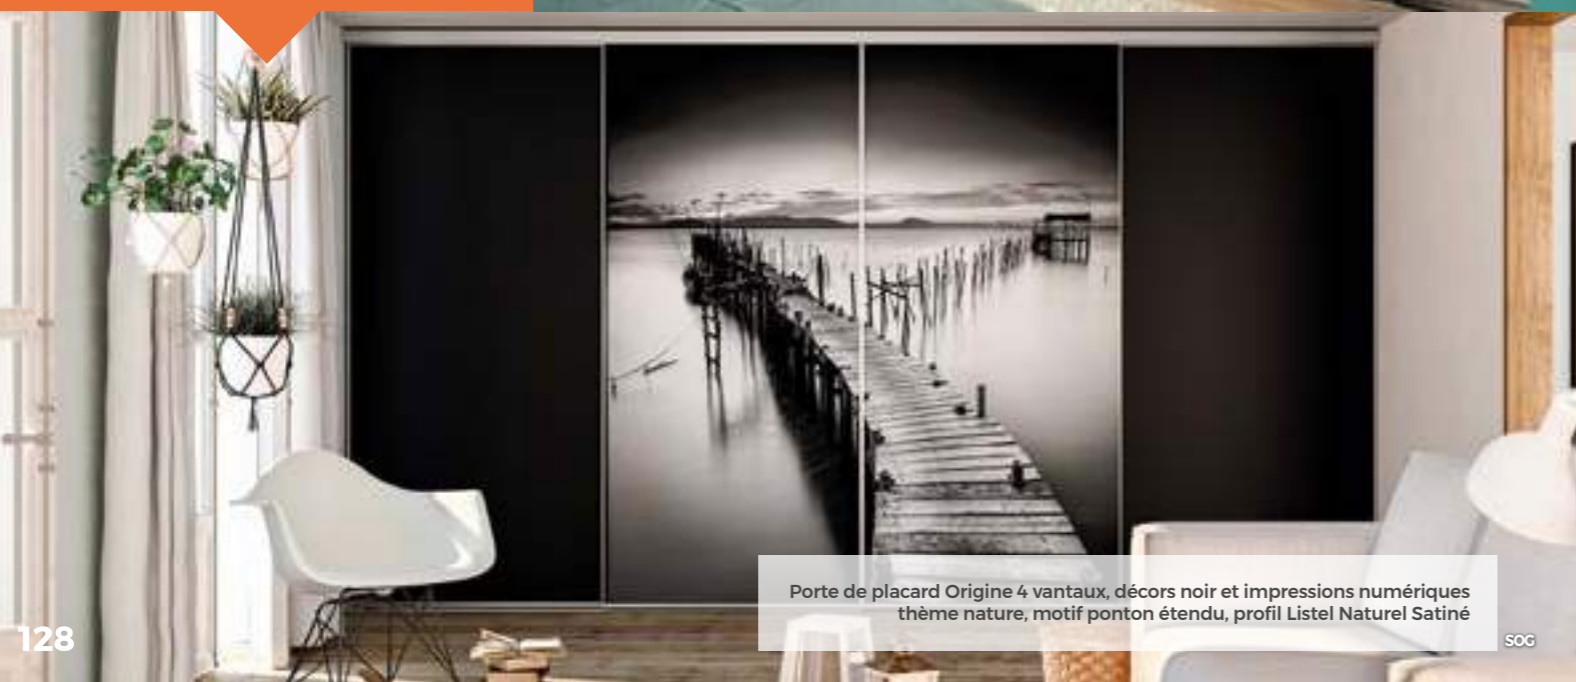 Porte de placard Origine 4 vantaux, décors noir et impressions numériques
thème nature, motif ponton étendu, profil Listel Naturel Satiné
128
SOG